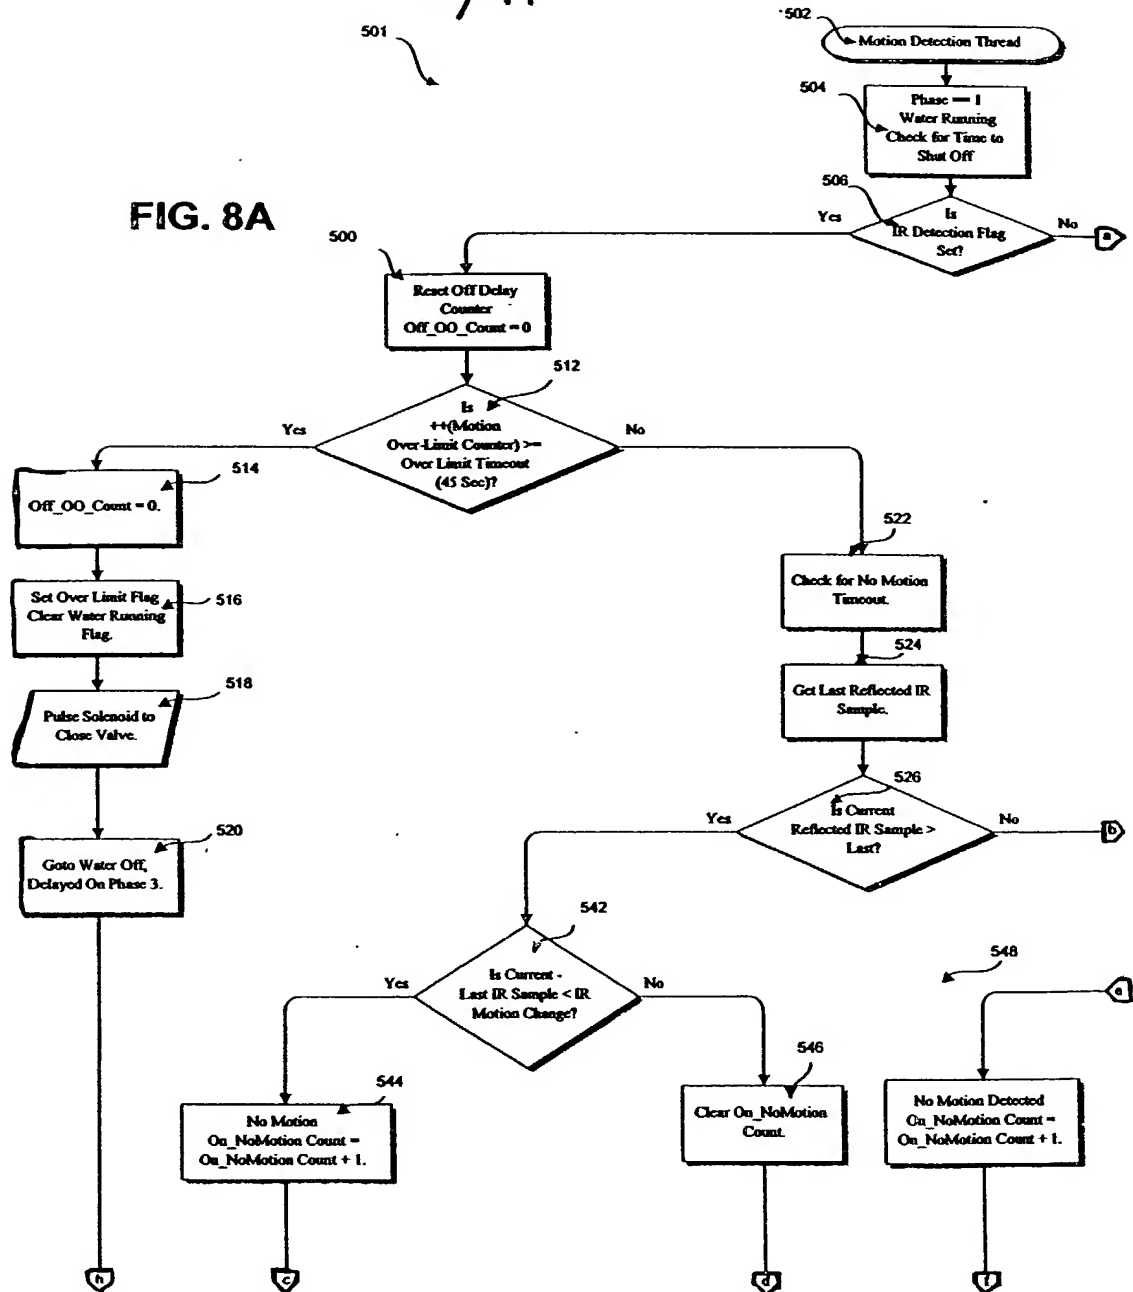 501
502
Motion Detection Thread
504
Phase == 1
Water Running
Check for Time to
Shut Off
FIG. 8A
506
Is
IR Detection Flag
Set?
Yes
No
a
500
Reset Off Delay
Counter
Off_OO_Count = 0
512
Is
++(Motion
Over-Limit Counter) >=
Over Limit Timeout
(45 Sec)?
Yes
No
514
Off_OO_Count = 0.
516
Set Over Limit Flag
Clear Water Running
Flag.
518
Pulse Solenoid to
Close Valve.
520
Goto Water Off,
Delayed On Phase 3.
522
Check for No Motion
Timeout.
524
Get Last Reflected IR
Sample.
526
Is Current
Reflected IR Sample >
Last?
Yes
No
b
542
Is Current -
Last IR Sample < IR
Motion Change?
Yes
No
548
a
544
No Motion
On_NoMotion Count =
On_NoMotion Count + 1.
546
Clear On_NoMotion
Count.
No Motion Detected
On_NoMotion Count =
On_NoMotion Count + 1.
h
c
d
f